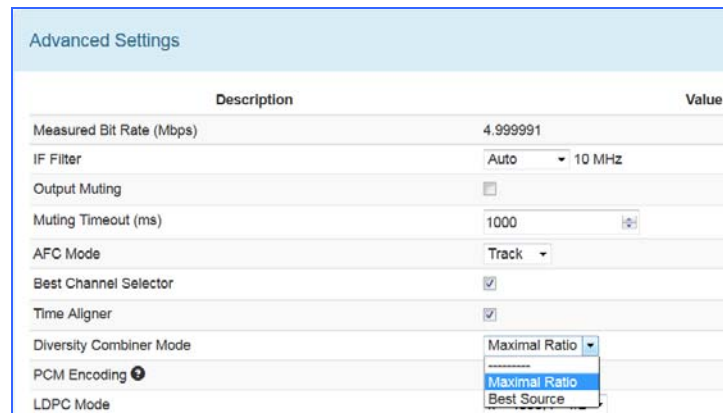 Advanced Settings
Description Value
Measured Bit Rate (Mbps) 4.999991
IF Filter Auto 10 MHz
Output Muting
Muting Timeout (ms) 1000
AFC Mode Track
Best Channel Selector
Time Aligner
Diversity Combiner Mode Maximal Ratio
---------
PCM Encoding Maximal Ratio
LDPC Mode Best Source